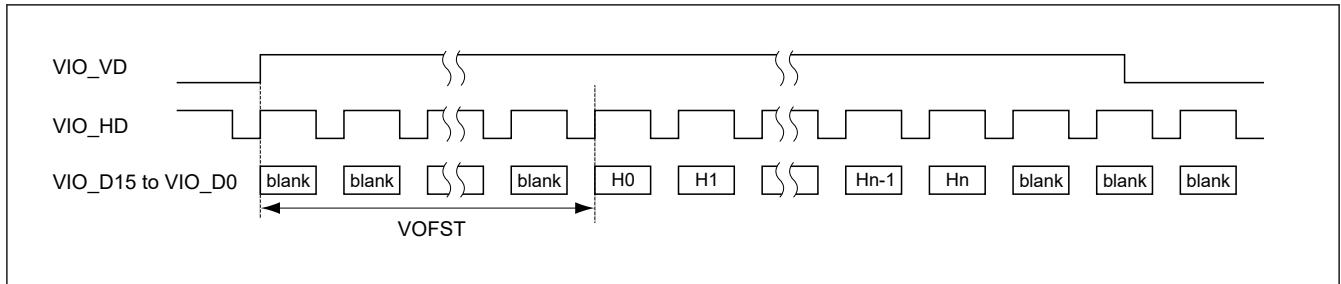 VIO_VD
VIO_HD
VIO_D15 to VIO_D0 blank blank blank H0 H1 Hn-1 Hn blank blank blank
VOFST